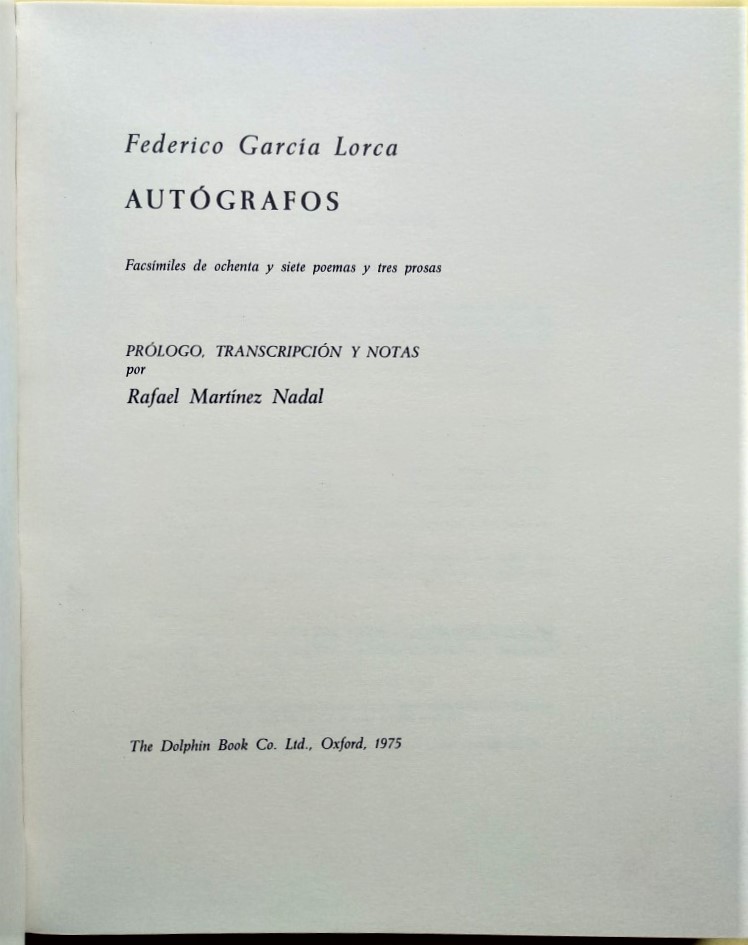 Federico García Lorca
AUTÓGRAFOS
Facsímiles de ochenta y siete poemas y tres prosas
PRÓLOGO, TRANSCRIPCIÓN Y NOTAS
por
Rafael Martínez Nadal
The Dolphin Book Co. Ltd., Oxford, 1975